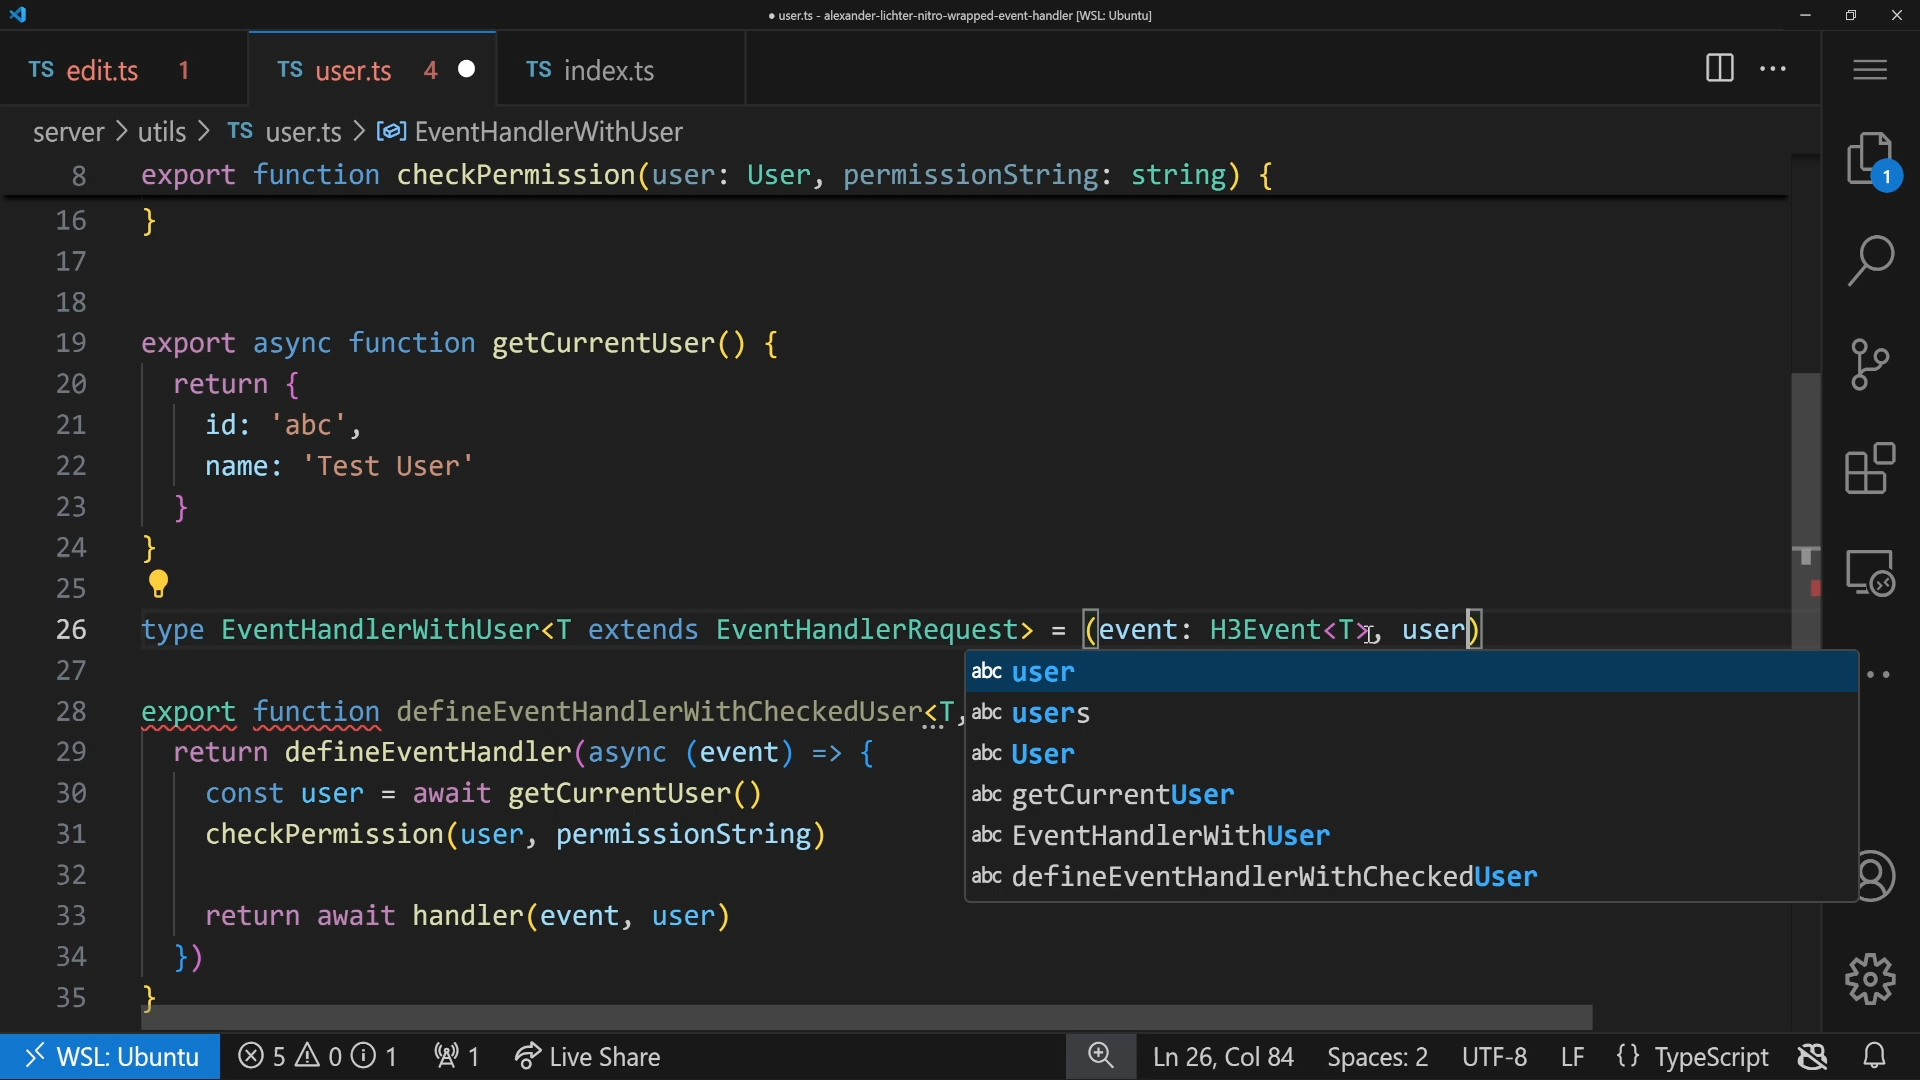 ● user.ts - alexander-lichter-nitro-wrapped-event-handler [WSL: Ubuntu]
TS edit.ts 1 TS user.ts 4 TS index.ts
server > utils > TS user.ts > EventHandlerWithUser
8 export function checkPermission(user: User, permissionString: string) {
16 }
17
18
19 export async function getCurrentUser() {
20 return {
21 id: 'abc',
22 name: 'Test User'
23 }
24 }
25
26 type EventHandlerWithUser<T extends EventHandlerRequest> = (event: H3Event<T>, user)
27
28 export function defineEventHandlerWithCheckedUser<T,
29 return defineEventHandler(async (event) => {
30 const user = await getCurrentUser()
31 checkPermission(user, permissionString)
32
33 return await handler(event, user)
34 })
35 }
abc user
abc users
abc User
abc getCurrentUser
abc EventHandlerWithUser
abc defineEventHandlerWithCheckedUser
1
WSL: Ubuntu 5 0 1 1 Live Share Ln 26, Col 84 Spaces: 2 UTF-8 LF {} TypeScript